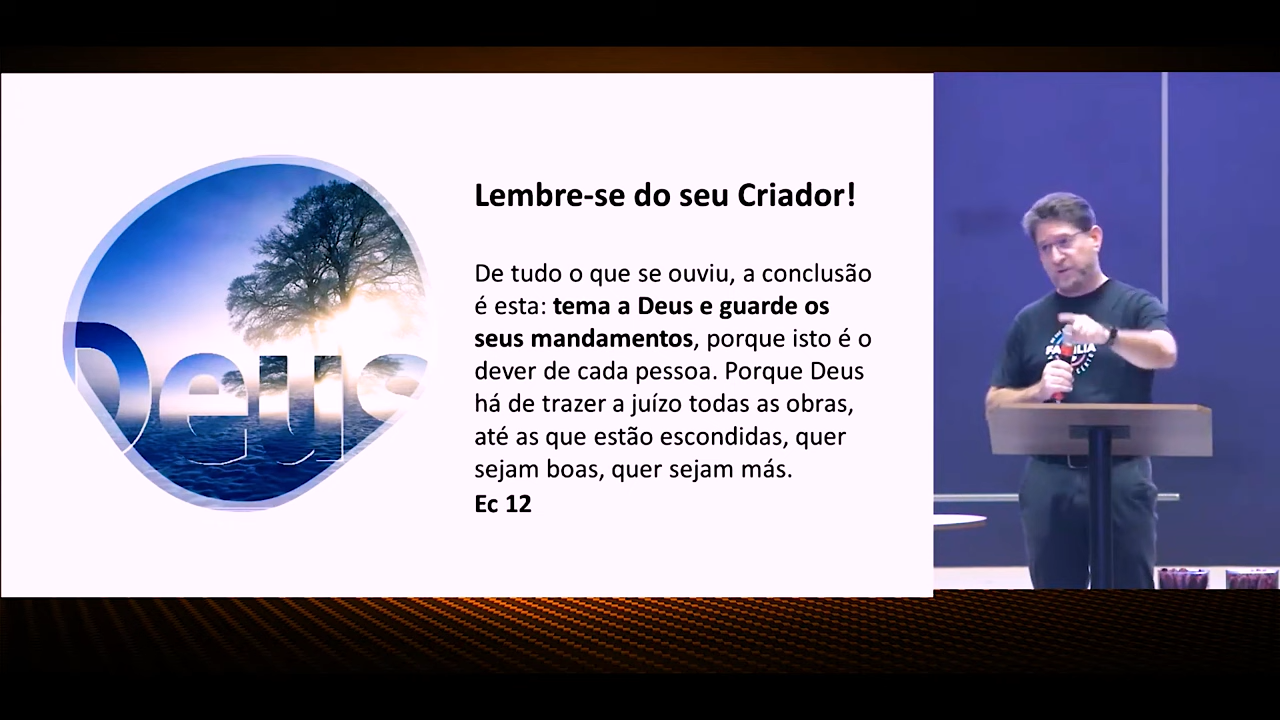 Deus
Lembre-se do seu Criador!
De tudo o que se ouviu, a conclusão
é esta: tema a Deus e guarde os
seus mandamentos, porque isto é o
dever de cada pessoa. Porque Deus
há de trazer a juízo todas as obras,
até as que estão escondidas, quer
sejam boas, quer sejam más.
Ec 12